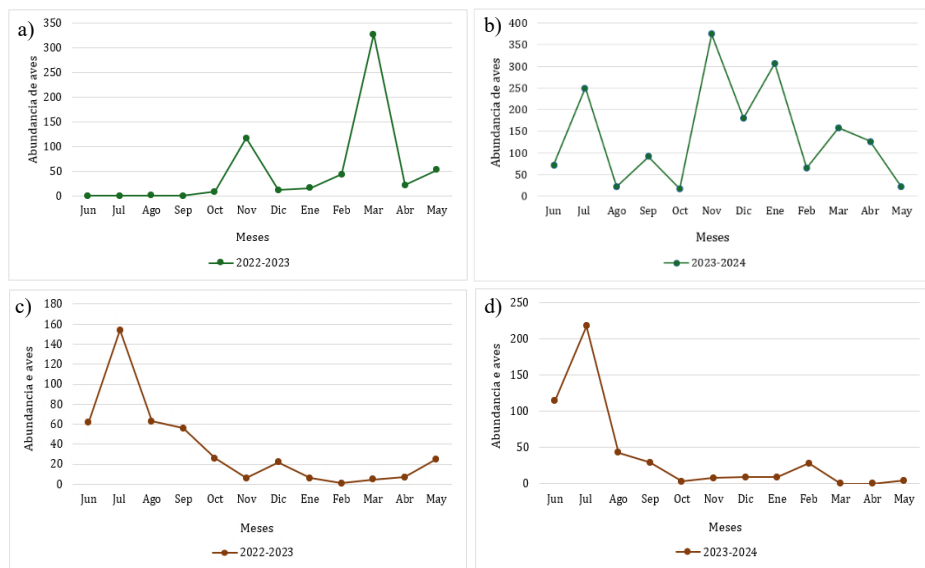 a)
Abundancia de aves
350
300
250
200
150
100
50
0
Jun Jul Ago Sep Oct Nov Dic Ene Feb Mar Abr May
Meses
2022-2023
b)
Abundancia de aves
400
350
300
250
200
150
100
50
0
Jun Jul Ago Sep Oct Nov Dic Ene Feb Mar Abr May
Meses
2023-2024
c)
Abundancia e aves
180
160
140
120
100
80
60
40
20
0
Jun Jul Ago Sep Oct Nov Dic Ene Feb Mar Abr May
Meses
2022-2023
d)
Abundancia e aves
250
200
150
100
50
0
Jun Jul Ago Sep Oct Nov Dic Ene Feb Mar Abr May
Meses
2023-2024